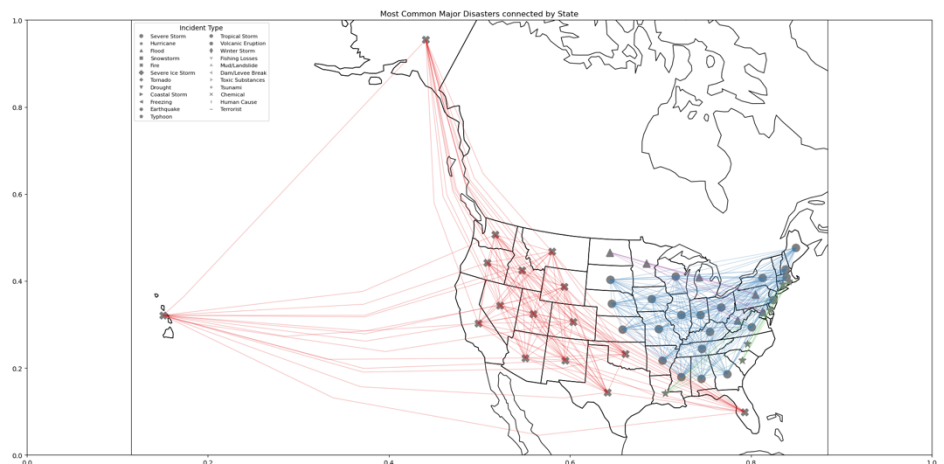 Most Common Major Disasters connected by State
Incident Type
Severe Storm
Hurricane
Flood
Snowstorm
Fire
Severe Ice Storm
Tornado
Drought
Coastal Storm
Freezing
Earthquake
Typhoon
Tropical Storm
Volcanic Eruption
Winter Storm
Fishing Losses
Mud/Landslide
Dam/Levee Break
Toxic Substances
Tsunami
Chemical
Human Cause
Terrorist
1.0
0.8
0.6
0.4
0.2
0.0
0.0
0.2
0.4
0.6
0.8
1.0